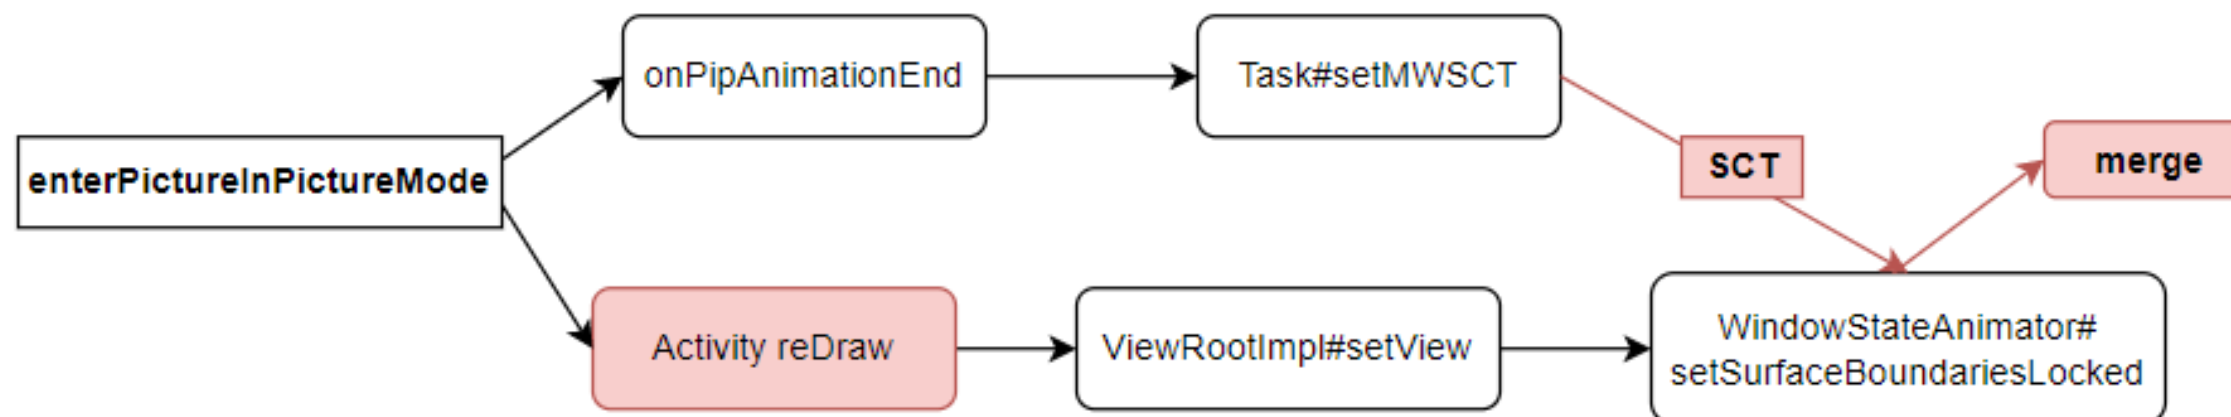 onPipAnimationEnd
Task#setMWSCT
SCT
merge
enterPictureInPictureMode
Activity reDraw
ViewRootImpl#setView
WindowStateAnimator#
setSurfaceBoundariesLocked